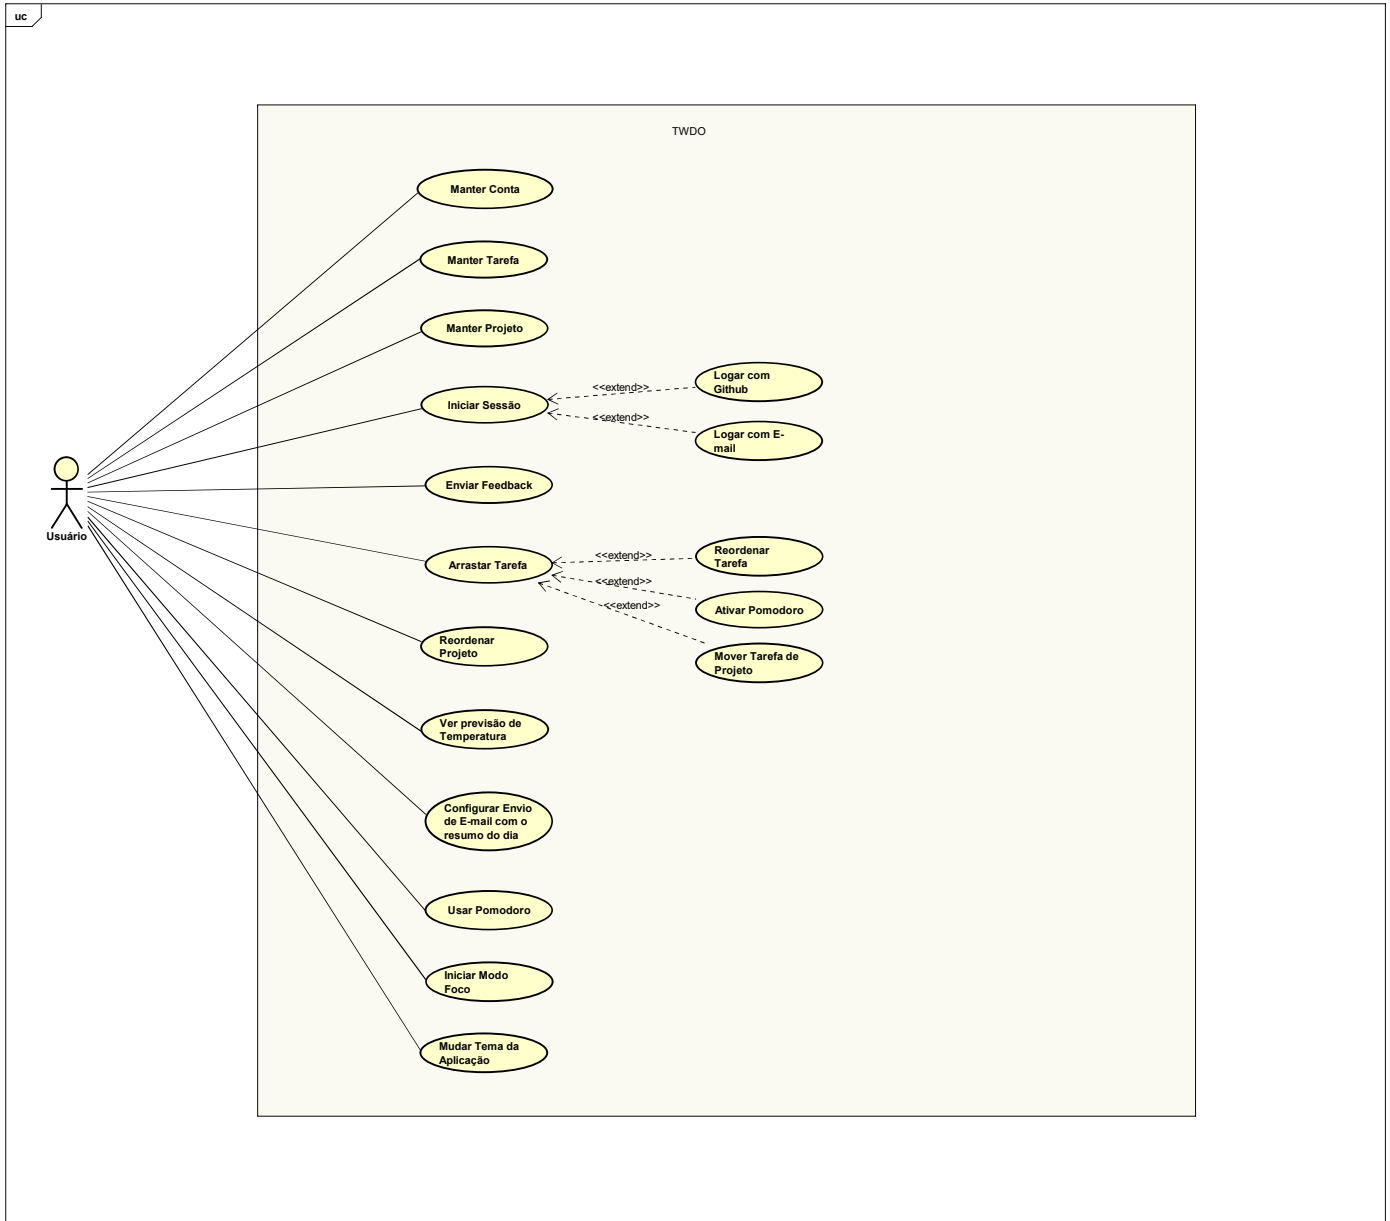 uc
TWDO
Manter Conta
Manter Tarefa
Manter Projeto
Iniciar Sessão
<<extend>>
Logar com
Github
<<extend>>
Logar com E-
mail
Usuário
Enviar Feedback
Arrastar Tarefa
<<extend>>
Reordenar
Tarefa
<<extend>>
Ativar Pomodoro
<<extend>>
Mover Tarefa de
Projeto
Reordenar
Projeto
Ver previsão de
Temperatura
Configurar Envio
de E-mail com o
resumo do dia
Usar Pomodoro
Iniciar Modo
Foco
Mudar Tema da
Aplicação